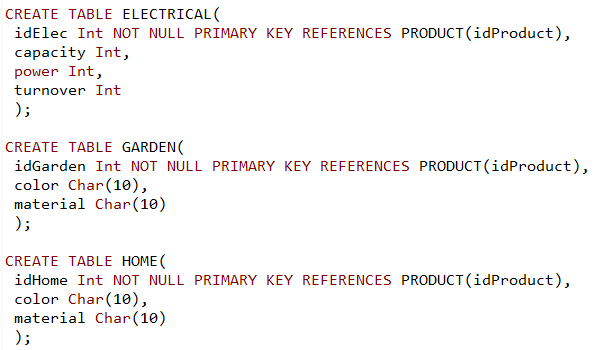 CREATE TABLE ELECTRICAL(
idElec Int NOT NULL PRIMARY KEY REFERENCES PRODUCT(idProduct),
capacity Int,
power Int,
turnover Int
);
CREATE TABLE GARDEN(
idGarden Int NOT NULL PRIMARY KEY REFERENCES PRODUCT(idProduct),
color Char(10),
material Char(10)
);
CREATE TABLE HOME(
idHome Int NOT NULL PRIMARY KEY REFERENCES PRODUCT(idProduct),
color Char(10),
material Char(10)
);